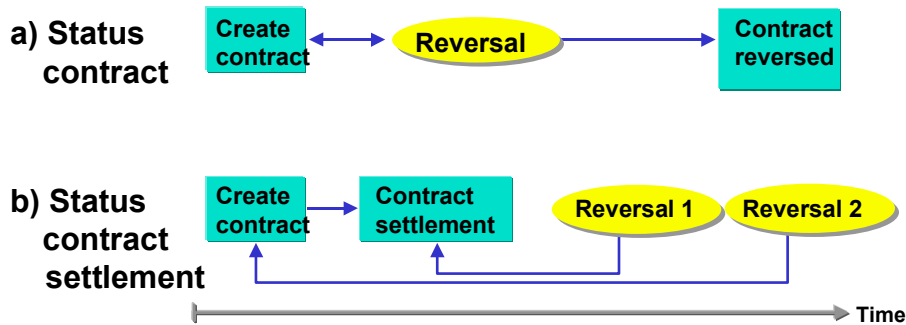 a) Status
contract
Create
contract
Reversal
Contract
reversed
b) Status
contract
settlement
Create
contract
Contract
settlement
Reversal 1
Reversal 2
Time